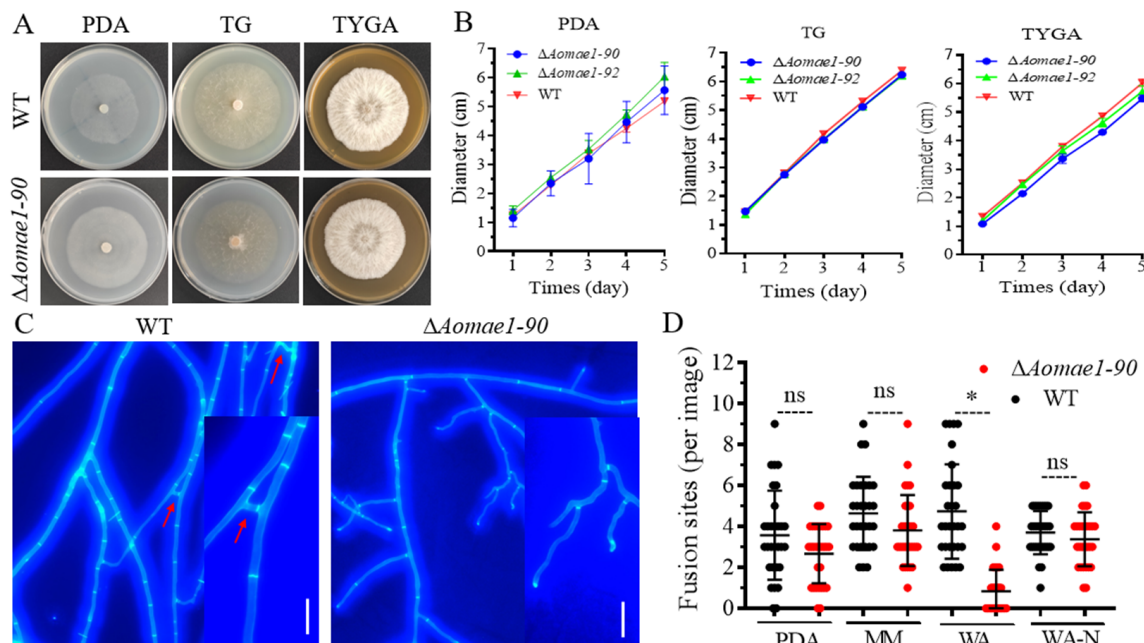 A
PDA TG TYGA
WT
ΔAomae1-90
B
PDA
7
6
5
4
3
2
1
0
Diameter (cm)
ΔAomae1-90
ΔAomae1-92
WT
1 2 3 4 5
Times (day)
TG
7
6
5
4
3
2
1
0
Diameter (cm)
ΔAomae1-90
ΔAomae1-92
WT
1 2 3 4 5
Times (day)
TYGA
7
6
5
4
3
2
1
0
Diameter (cm)
ΔAomae1-90
ΔAomae1-92
WT
1 2 3 4 5
Times (day)
C
WT ΔAomae1-90
D
12
10
8
6
4
2
0
Fusion sites (per image)
ΔAomae1-90
WT
ns ns * ns
PDA MM WA WA-N